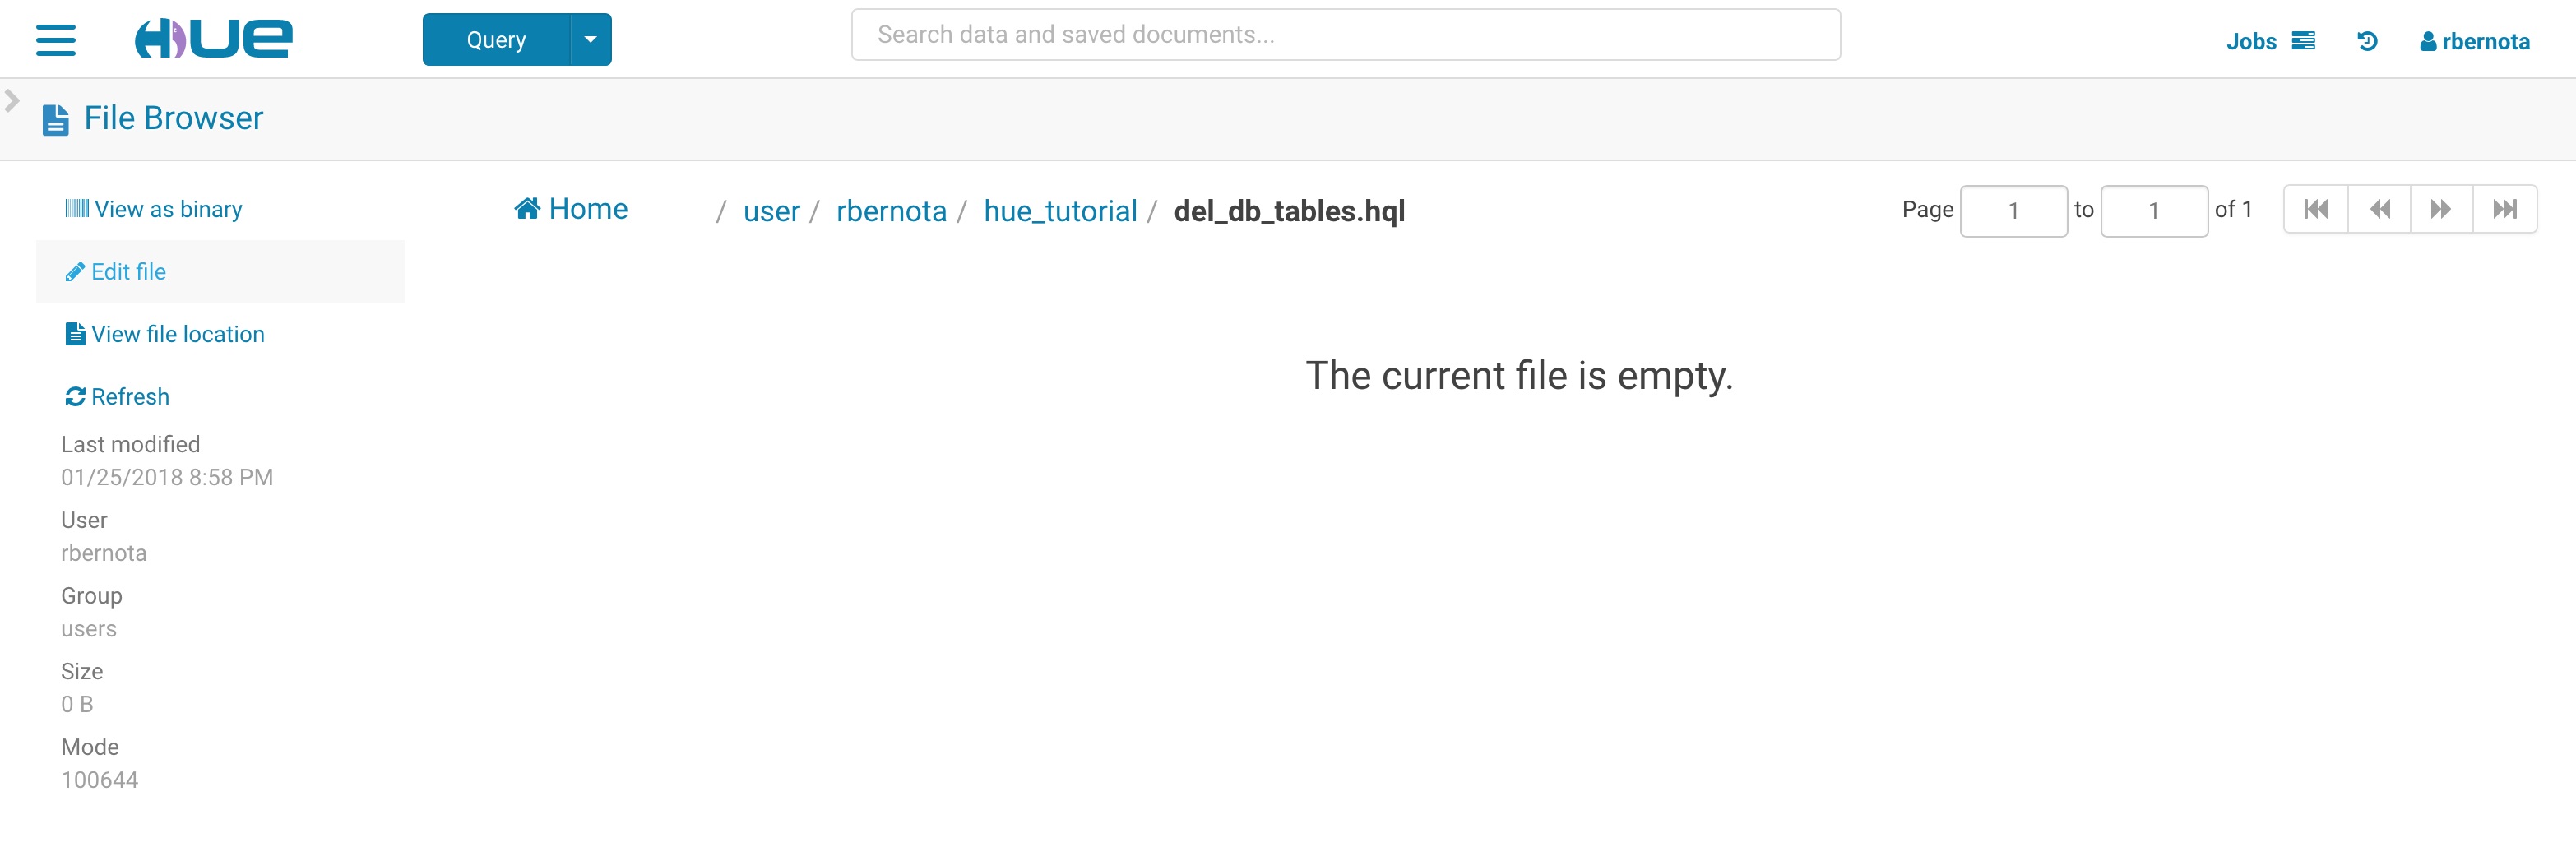 HUE Query Search data and saved documents... Jobs rbernota
File Browser
View as binary
Edit file
View file location
Refresh
Last modified
01/25/2018 8:58 PM
User
rbernota
Group
users
Size
0 B
Mode
100644
Home / user / rbernota / hue_tutorial / del_db_tables.hql
Page 1 to 1 of 1
The current file is empty.